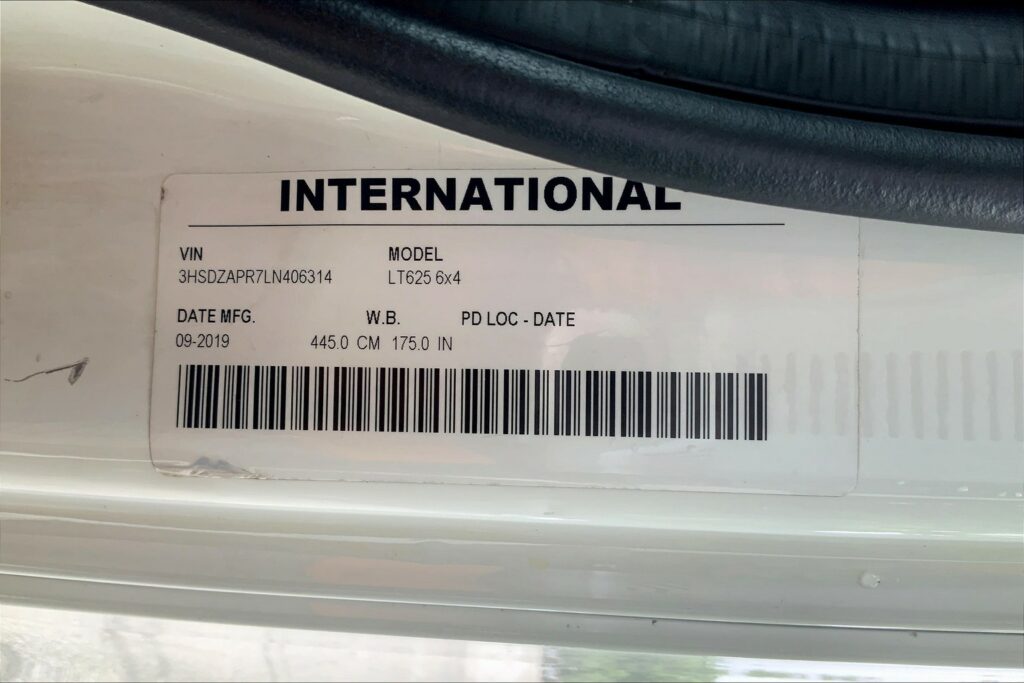 INTERNATIONAL
VIN MODEL
3HSDZAPR7LN406314 LT625 6x4
DATE MFG. W.B. PD LOC - DATE
09-2019 445.0 CM 175.0 IN